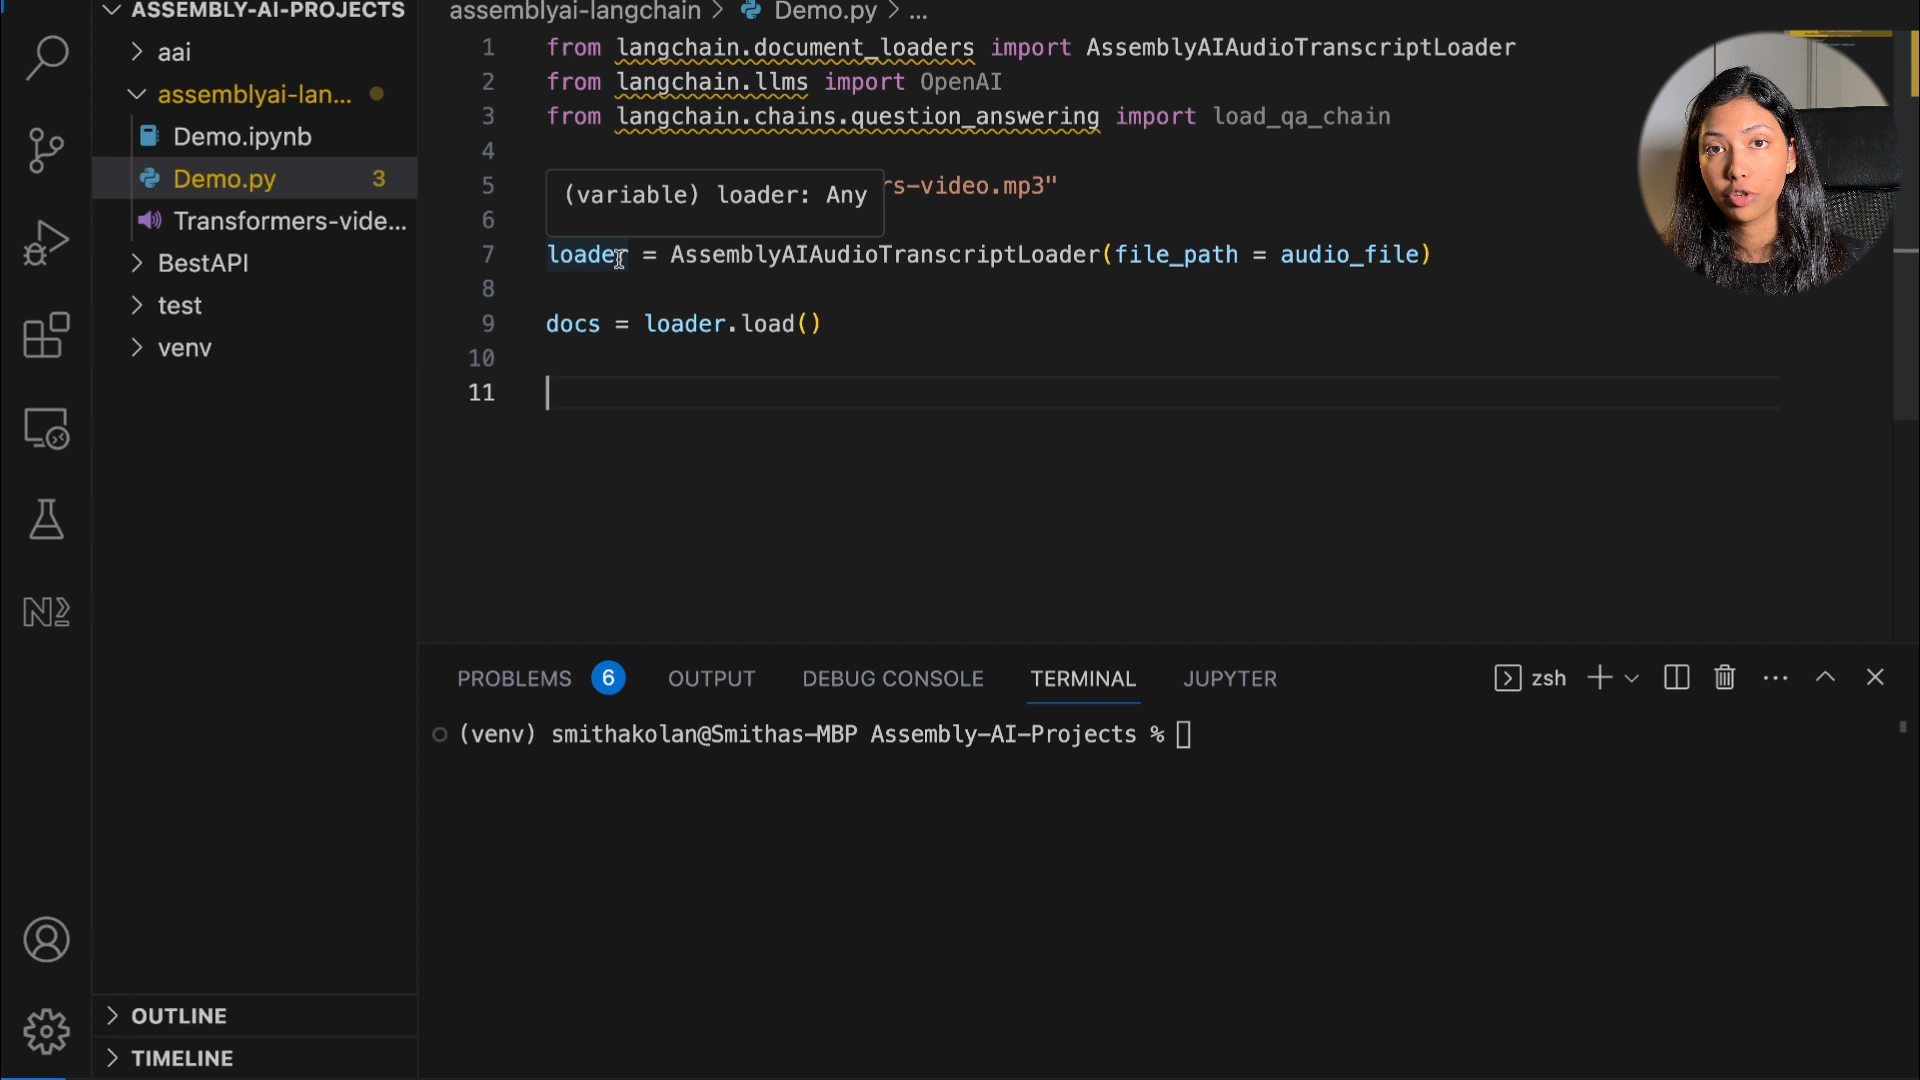 ASSEMBLY-AI-PROJECTS
aai
assemblyai-lan...
Demo.ipynb
Demo.py 3
Transformers-vide...
BestAPI
test
venv
OUTLINE
TIMELINE
assemblyai-langchain > Demo.py > ...
1 from langchain.document_loaders import AssemblyAIAudioTranscriptLoader
2 from langchain.llms import OpenAI
3 from langchain.chains.question_answering import load_qa_chain
4
5 rs-video.mp3"
(variable) loader: Any
6
7 loader = AssemblyAIAudioTranscriptLoader(file_path = audio_file)
8
9 docs = loader.load()
10
11
PROBLEMS 6 OUTPUT DEBUG CONSOLE TERMINAL JUPYTER zsh
(venv) smithakolan@Smithas-MBP Assembly-AI-Projects %